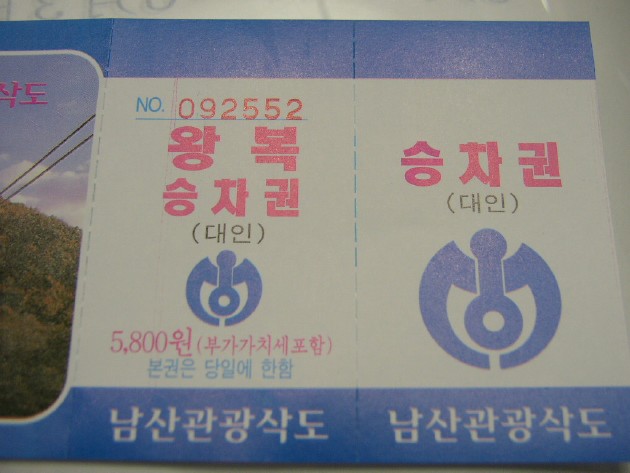 삭도
NO. 092552
왕복
승차권
(대인)
5,800원 (부가가치세포함)
본권은 당일에 한함
남산관광삭도
승차권
(대인)
남산관광삭도